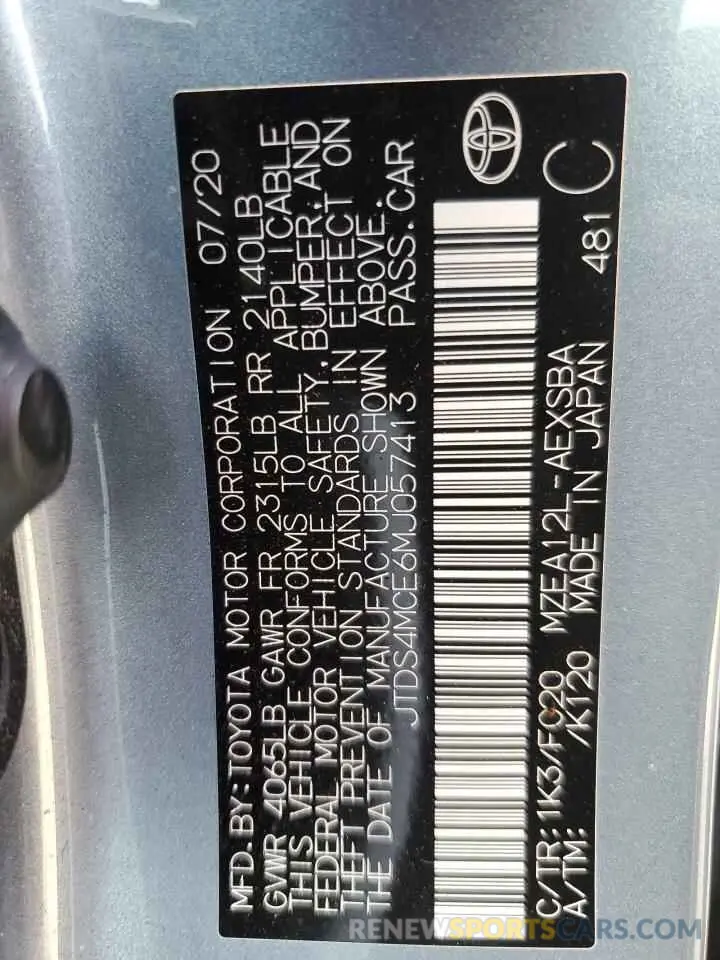 MFD. BY: TOYOTA MOTOR CORPORATION 07/20
GVWR 4065LB GAWR FR 2315LB RR 2140LB
THIS VEHICLE CONFORMS TO ALL APPLICABLE
FEDERAL MOTOR VEHICLE SAFETY, BUMPER, AND
THEFT PREVENTION STANDARDS IN EFFECT ON
THE DATE OF MANUFACTURE SHOWN ABOVE.
JTDS4MCE6MJ057413 PASS. CAR
C/TR: 1K3/FC20 MZEA12L-AEXSBA 481
A/TM: /K120 MADE IN JAPAN
C
RENEWSPORTSCARS.COM